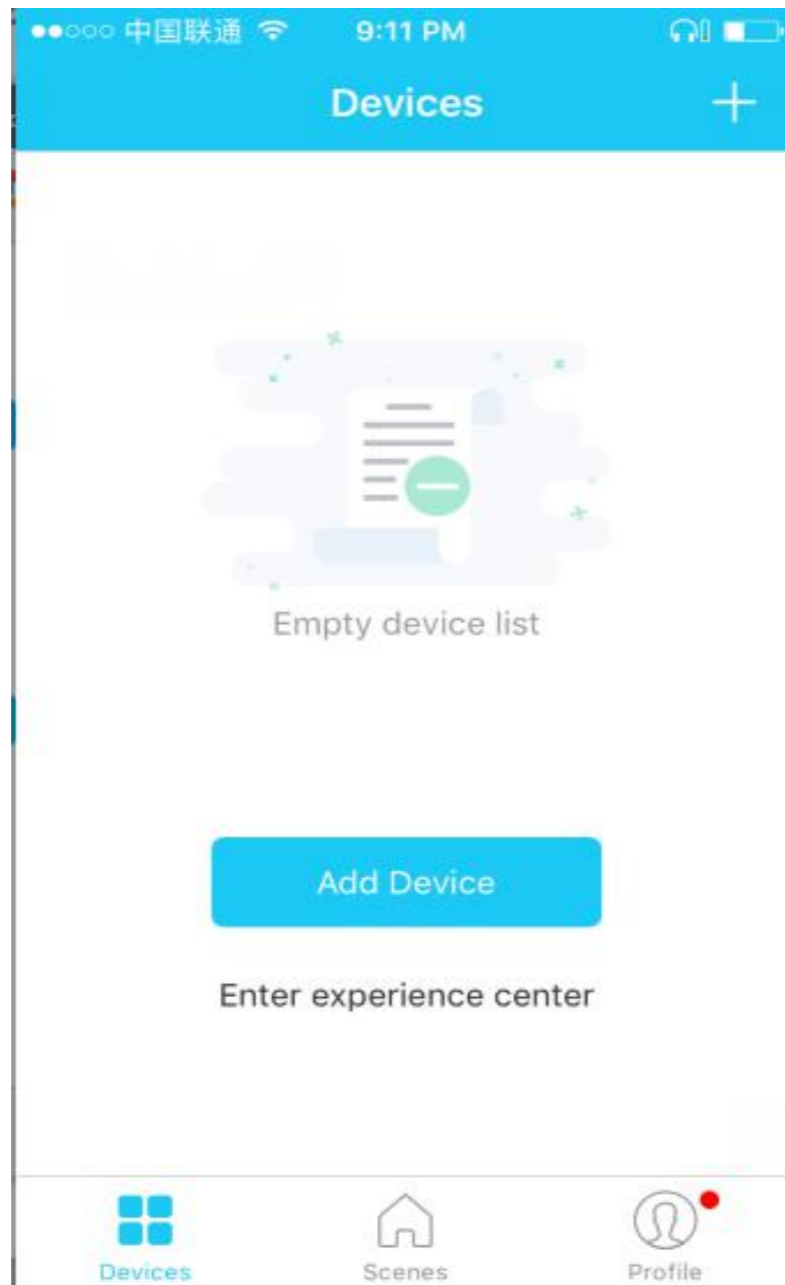 中国联通 9:11 PM
Devices
Empty device list
Add Device
Enter experience center
Devices Scenes Profile